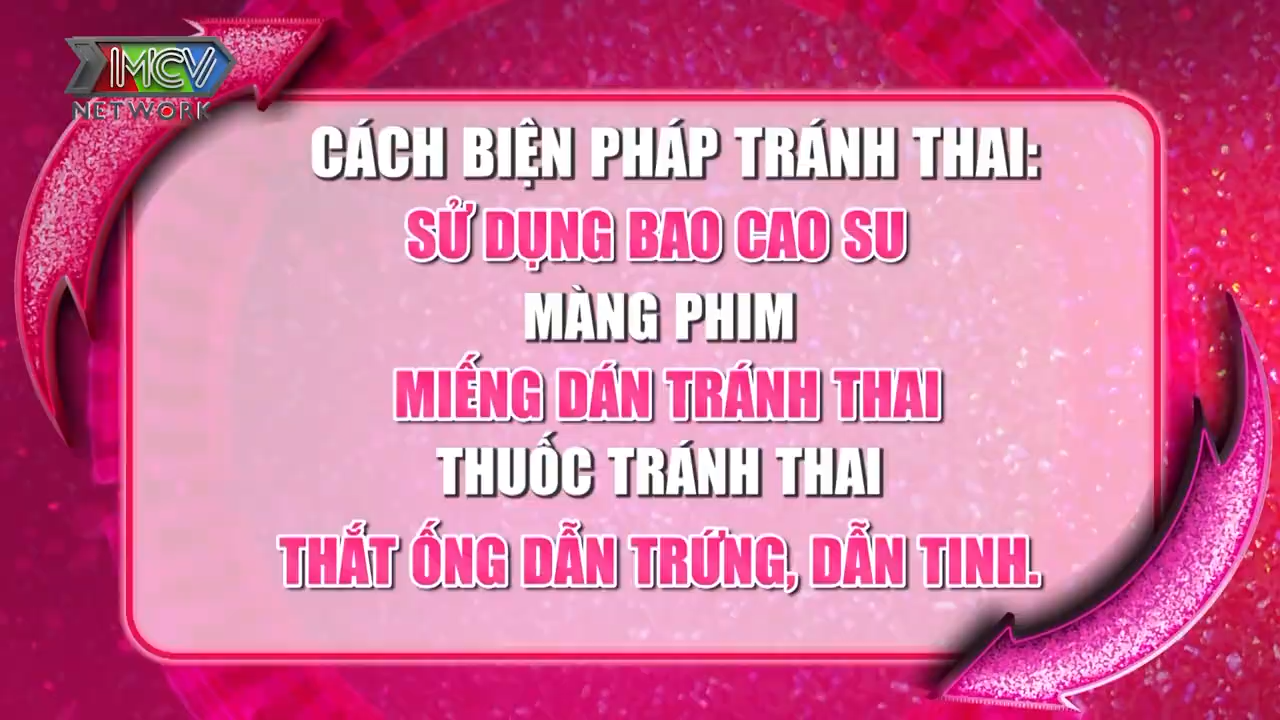 MCV
NETWORK
CÁCH BIỆN PHÁP TRÁNH THAI:
SỬ DỤNG BAO CAO SU
MÀNG PHIM
MIẾNG DÁN TRÁNH THAI
THUỐC TRÁNH THAI
THẮT ỐNG DẪN TRỨNG, DẪN TINH.